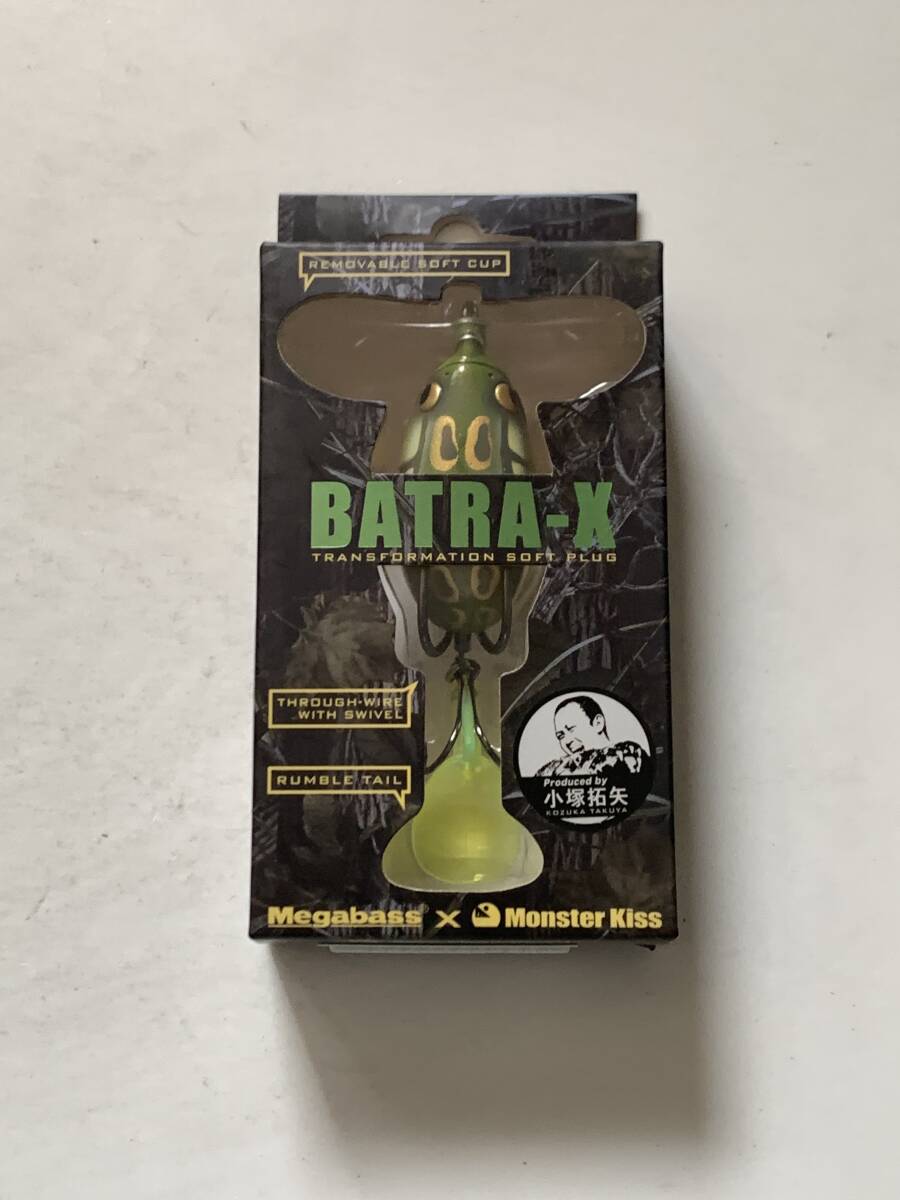 REMOVABLE SOFT CUP
BATRA-X
TRANSFORMATION SOFT PLUG
THROUGH-WIRE
WITH SWIVEL
RUMBLE TAIL
Produced by
小塚拓矢
KOZUKA TAKUYA
Megabass® X Monster Kiss